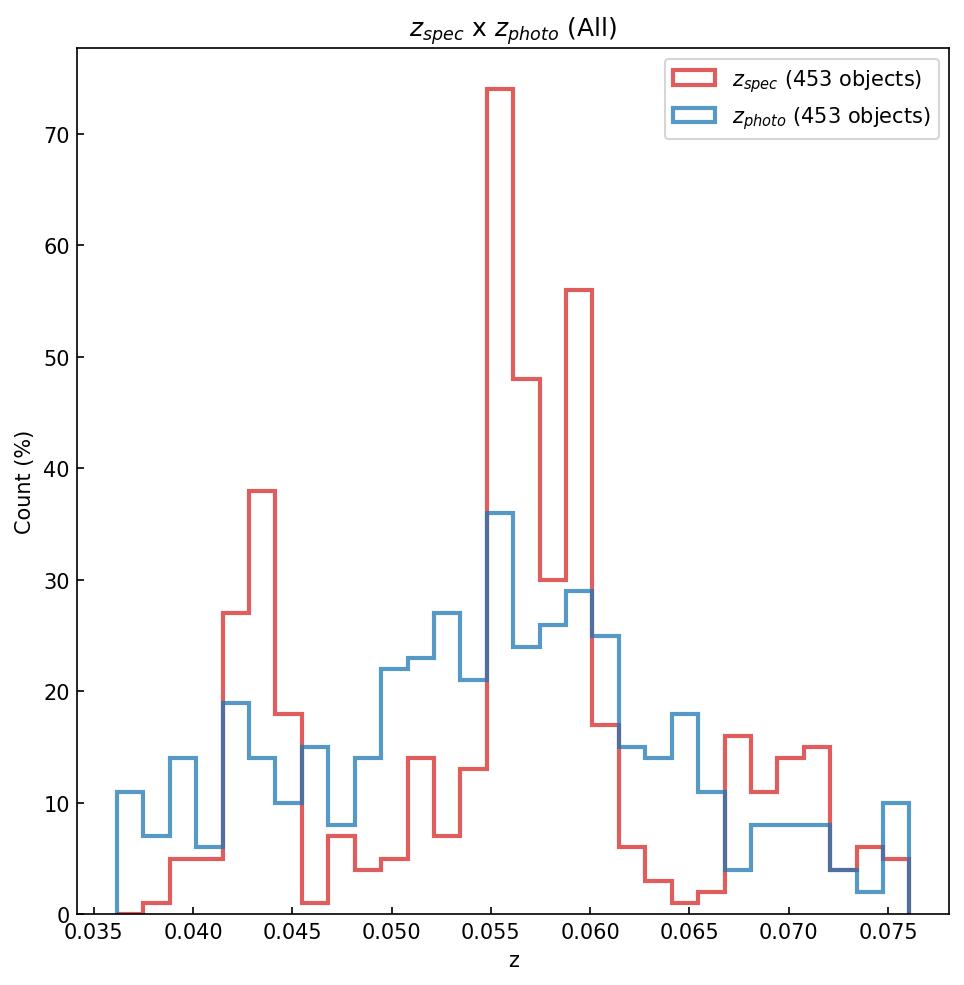 z_spec x z_photo (All)
z_spec (453 objects)
z_photo (453 objects)
Count (%)
70
60
50
40
30
20
10
0
0.035 0.040 0.045 0.050 0.055 0.060 0.065 0.070 0.075
z